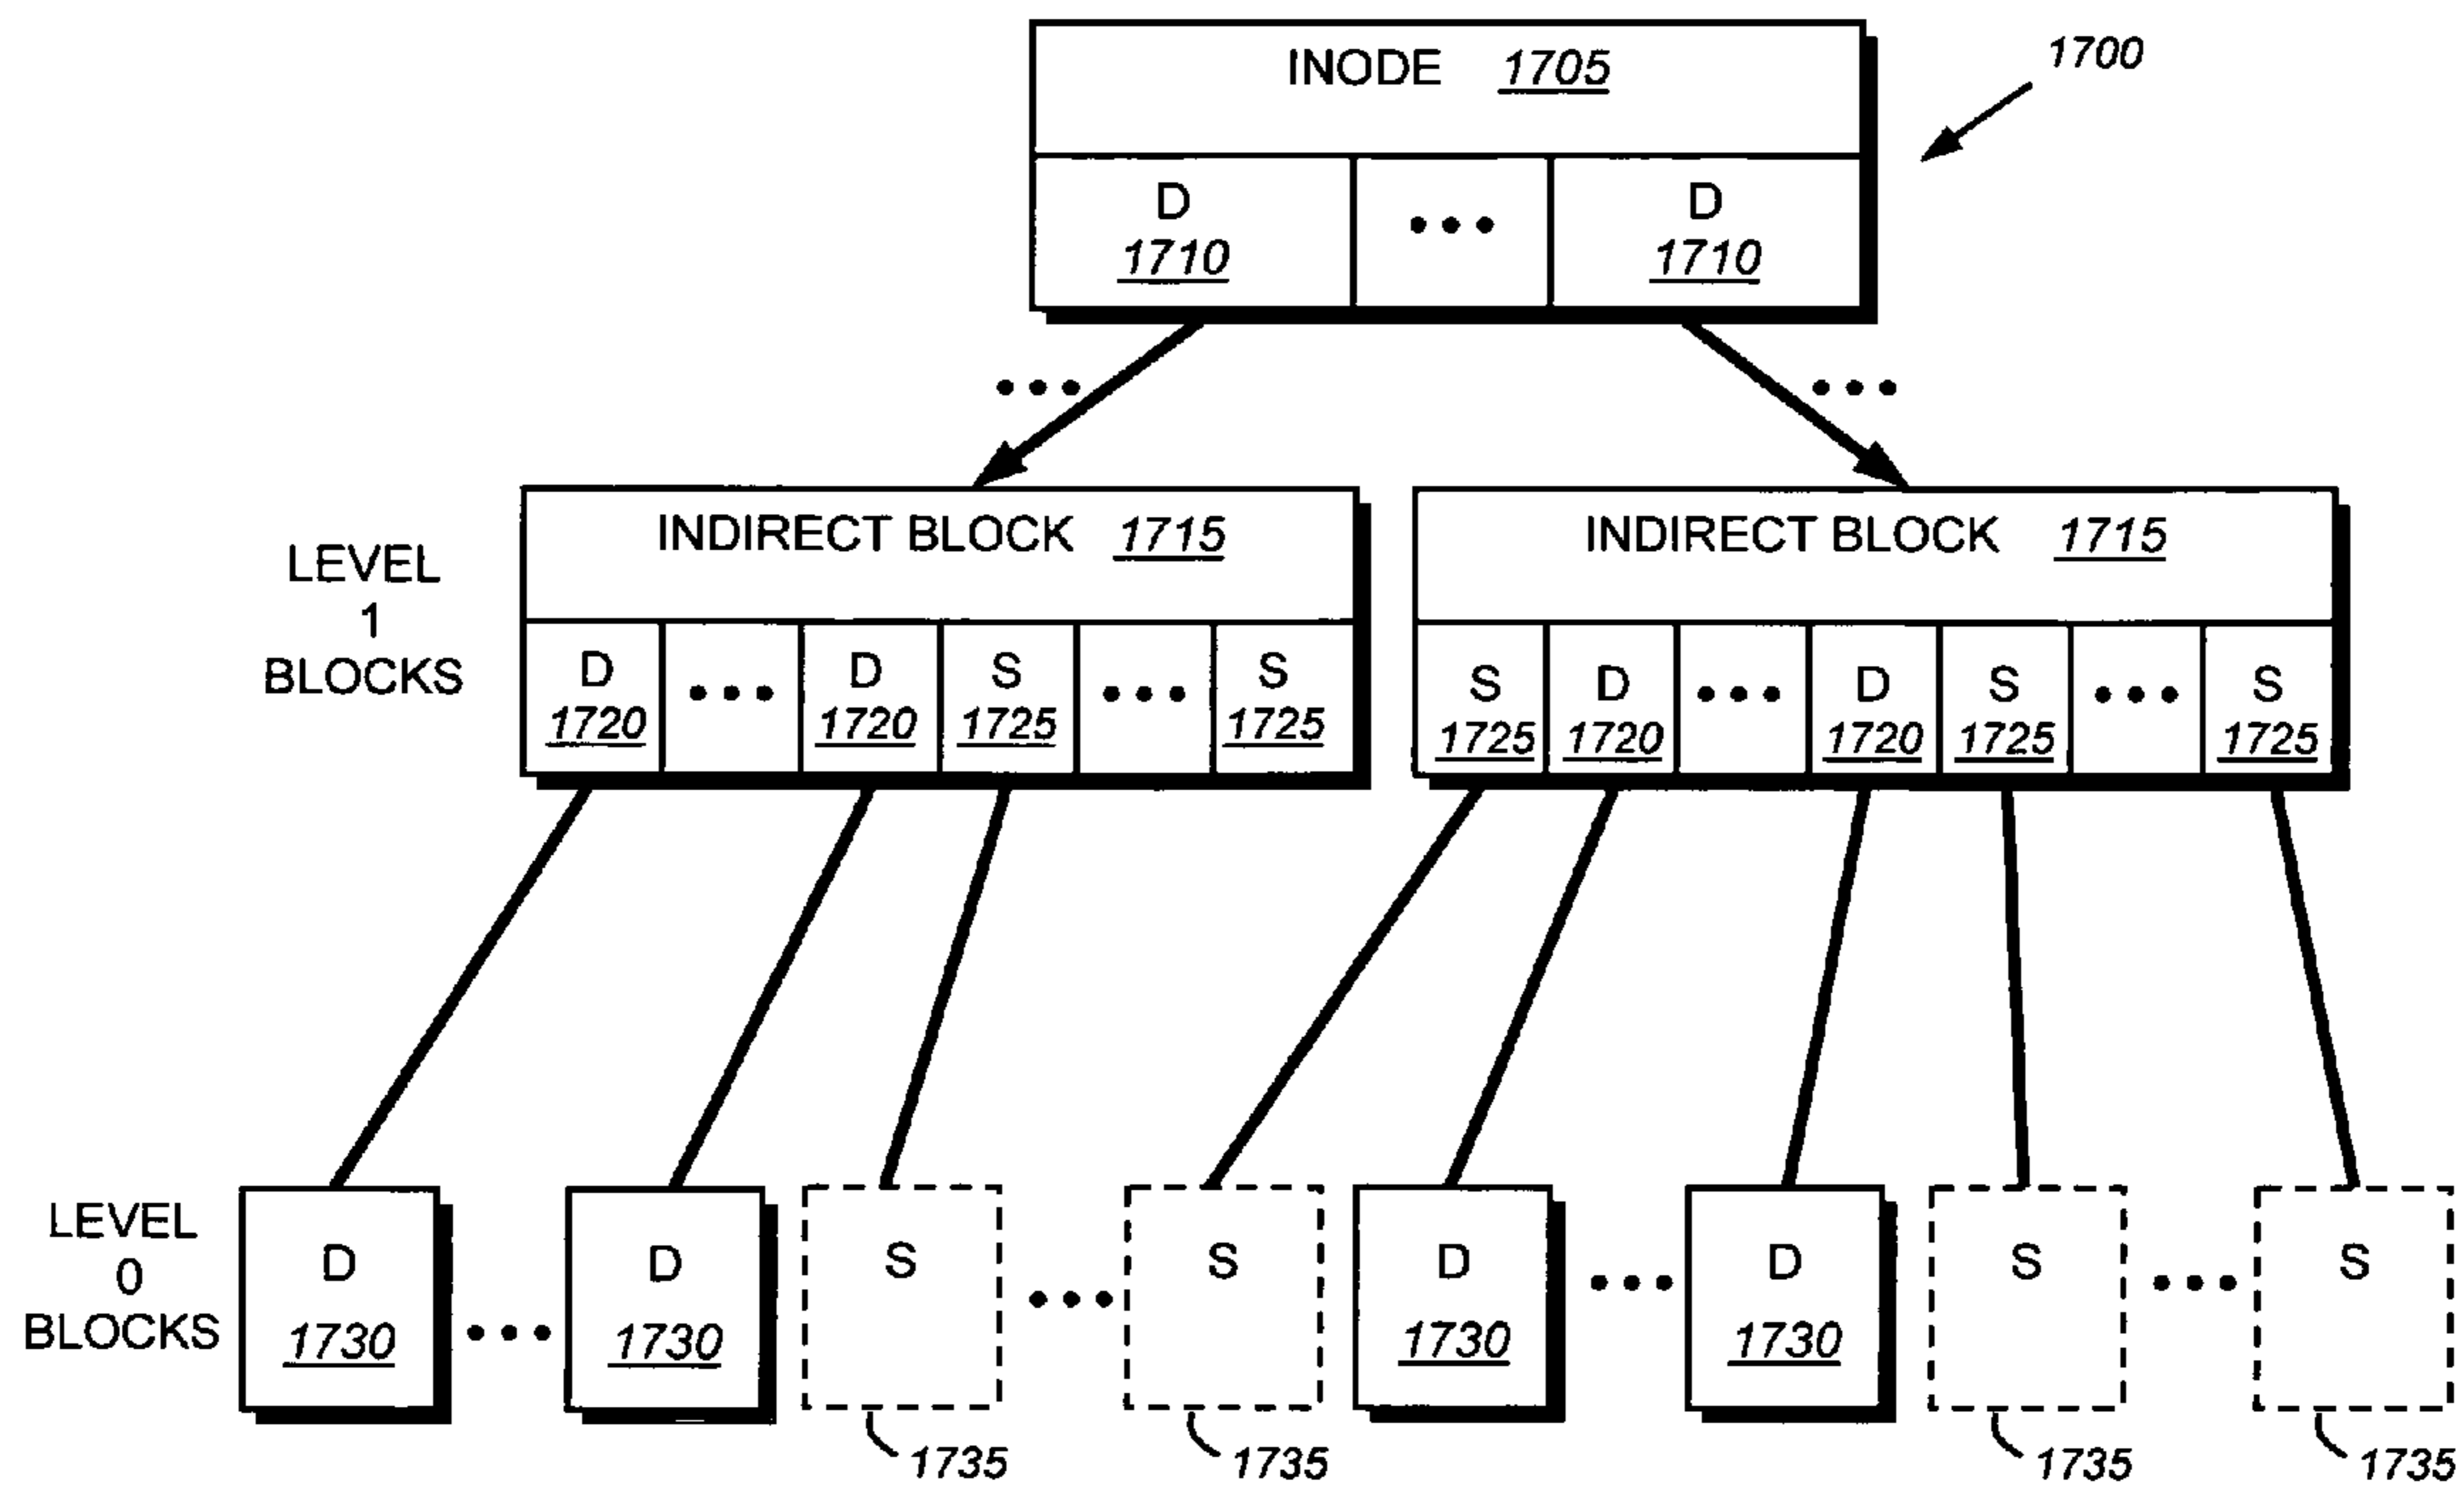 INODE 1705
1700
D ••• D
1710 1710
••• •••
INDIRECT BLOCK 1715
INDIRECT BLOCK 1715
LEVEL
1
BLOCKS
D ••• D S ••• S
1720 1720 1725 1725
S D ••• D S ••• S
1725 1720 1720 1725 1725
LEVEL
0
BLOCKS
D ••• D S ••• S D ••• D S ••• S
1730 1730 1730 1730
1735 1735 1735 1735